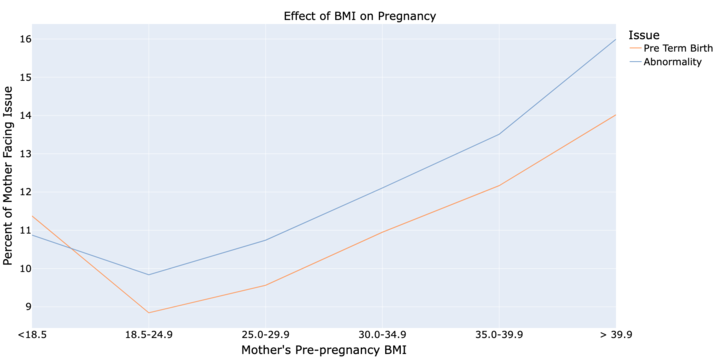 Effect of BMI on Pregnancy
Issue
Pre Term Birth
Abnormality
Percent of Mother Facing Issue
16
15
14
13
12
11
10
9
<18.5
18.5-24.9
25.0-29.9
30.0-34.9
35.0-39.9
> 39.9
Mother's Pre-pregnancy BMI